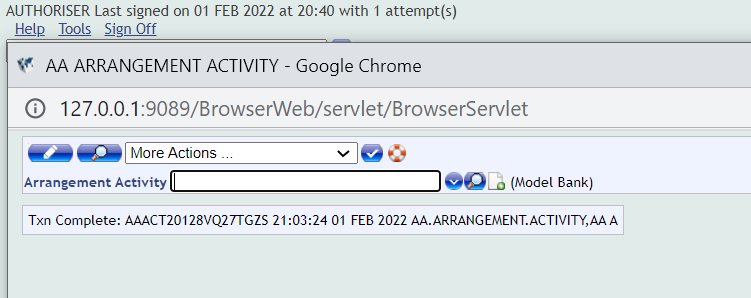 AUTHORISER Last signed on 01 FEB 2022 at 20:40 with 1 attempt(s)
Help Tools Sign Off
AA ARRANGEMENT ACTIVITY - Google Chrome
127.0.0.1:9089/BrowserWeb/servlet/BrowserServlet
More Actions ...
Arrangement Activity (Model Bank)
Txn Complete: AAACT20128VQ27TGZS 21:03:24 01 FEB 2022 AA.ARRANGEMENT.ACTIVITY,AA A